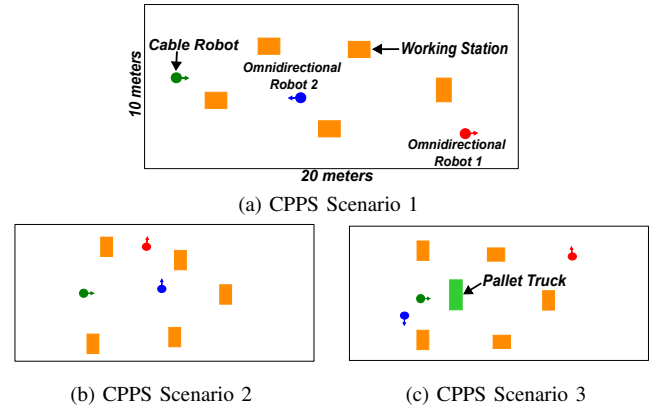 Cable Robot
Working Station
Omnidirectional
Robot 2
10 meters
Omnidirectional
Robot 1
20 meters
(a) CPPS Scenario 1
Pallet Truck
(b) CPPS Scenario 2
(c) CPPS Scenario 3